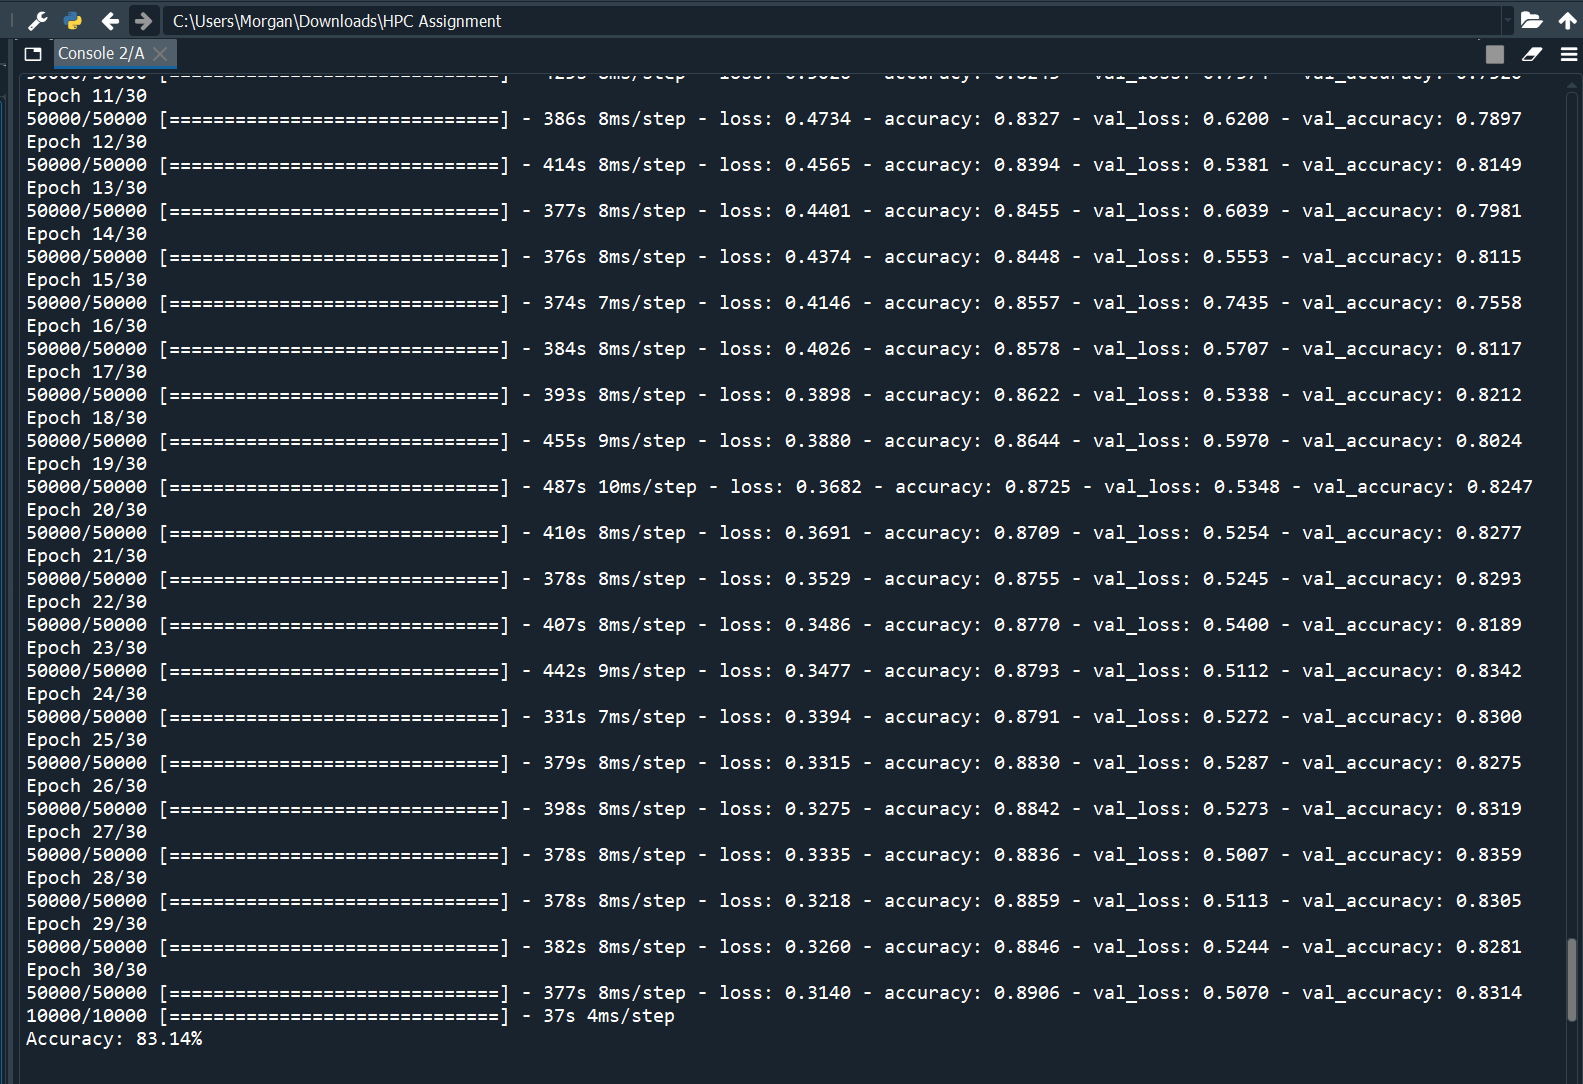 C:\Users\Morgan\Downloads\HPC Assignment
Console 2/A
Epoch 11/30
50000/50000 [==============================] - 386s 8ms/step - loss: 0.4734 - accuracy: 0.8327 - val_loss: 0.6200 - val_accuracy: 0.7897
Epoch 12/30
50000/50000 [==============================] - 414s 8ms/step - loss: 0.4565 - accuracy: 0.8394 - val_loss: 0.5381 - val_accuracy: 0.8149
Epoch 13/30
50000/50000 [==============================] - 377s 8ms/step - loss: 0.4401 - accuracy: 0.8455 - val_loss: 0.6039 - val_accuracy: 0.7981
Epoch 14/30
50000/50000 [==============================] - 376s 8ms/step - loss: 0.4374 - accuracy: 0.8448 - val_loss: 0.5553 - val_accuracy: 0.8115
Epoch 15/30
50000/50000 [==============================] - 374s 7ms/step - loss: 0.4146 - accuracy: 0.8557 - val_loss: 0.7435 - val_accuracy: 0.7558
Epoch 16/30
50000/50000 [==============================] - 384s 8ms/step - loss: 0.4026 - accuracy: 0.8578 - val_loss: 0.5707 - val_accuracy: 0.8117
Epoch 17/30
50000/50000 [==============================] - 393s 8ms/step - loss: 0.3898 - accuracy: 0.8622 - val_loss: 0.5338 - val_accuracy: 0.8212
Epoch 18/30
50000/50000 [==============================] - 455s 9ms/step - loss: 0.3880 - accuracy: 0.8644 - val_loss: 0.5970 - val_accuracy: 0.8024
Epoch 19/30
50000/50000 [==============================] - 487s 10ms/step - loss: 0.3682 - accuracy: 0.8725 - val_loss: 0.5348 - val_accuracy: 0.8247
Epoch 20/30
50000/50000 [==============================] - 410s 8ms/step - loss: 0.3691 - accuracy: 0.8709 - val_loss: 0.5254 - val_accuracy: 0.8277
Epoch 21/30
50000/50000 [==============================] - 378s 8ms/step - loss: 0.3529 - accuracy: 0.8755 - val_loss: 0.5245 - val_accuracy: 0.8293
Epoch 22/30
50000/50000 [==============================] - 407s 8ms/step - loss: 0.3486 - accuracy: 0.8770 - val_loss: 0.5400 - val_accuracy: 0.8189
Epoch 23/30
50000/50000 [==============================] - 442s 9ms/step - loss: 0.3477 - accuracy: 0.8793 - val_loss: 0.5112 - val_accuracy: 0.8342
Epoch 24/30
50000/50000 [==============================] - 331s 7ms/step - loss: 0.3394 - accuracy: 0.8791 - val_loss: 0.5272 - val_accuracy: 0.8300
Epoch 25/30
50000/50000 [==============================] - 379s 8ms/step - loss: 0.3315 - accuracy: 0.8830 - val_loss: 0.5287 - val_accuracy: 0.8275
Epoch 26/30
50000/50000 [==============================] - 398s 8ms/step - loss: 0.3275 - accuracy: 0.8842 - val_loss: 0.5273 - val_accuracy: 0.8319
Epoch 27/30
50000/50000 [==============================] - 378s 8ms/step - loss: 0.3335 - accuracy: 0.8836 - val_loss: 0.5007 - val_accuracy: 0.8359
Epoch 28/30
50000/50000 [==============================] - 378s 8ms/step - loss: 0.3218 - accuracy: 0.8859 - val_loss: 0.5113 - val_accuracy: 0.8305
Epoch 29/30
50000/50000 [==============================] - 382s 8ms/step - loss: 0.3260 - accuracy: 0.8846 - val_loss: 0.5244 - val_accuracy: 0.8281
Epoch 30/30
50000/50000 [==============================] - 377s 8ms/step - loss: 0.3140 - accuracy: 0.8906 - val_loss: 0.5070 - val_accuracy: 0.8314
10000/10000 [==============================] - 37s 4ms/step
Accuracy: 83.14%